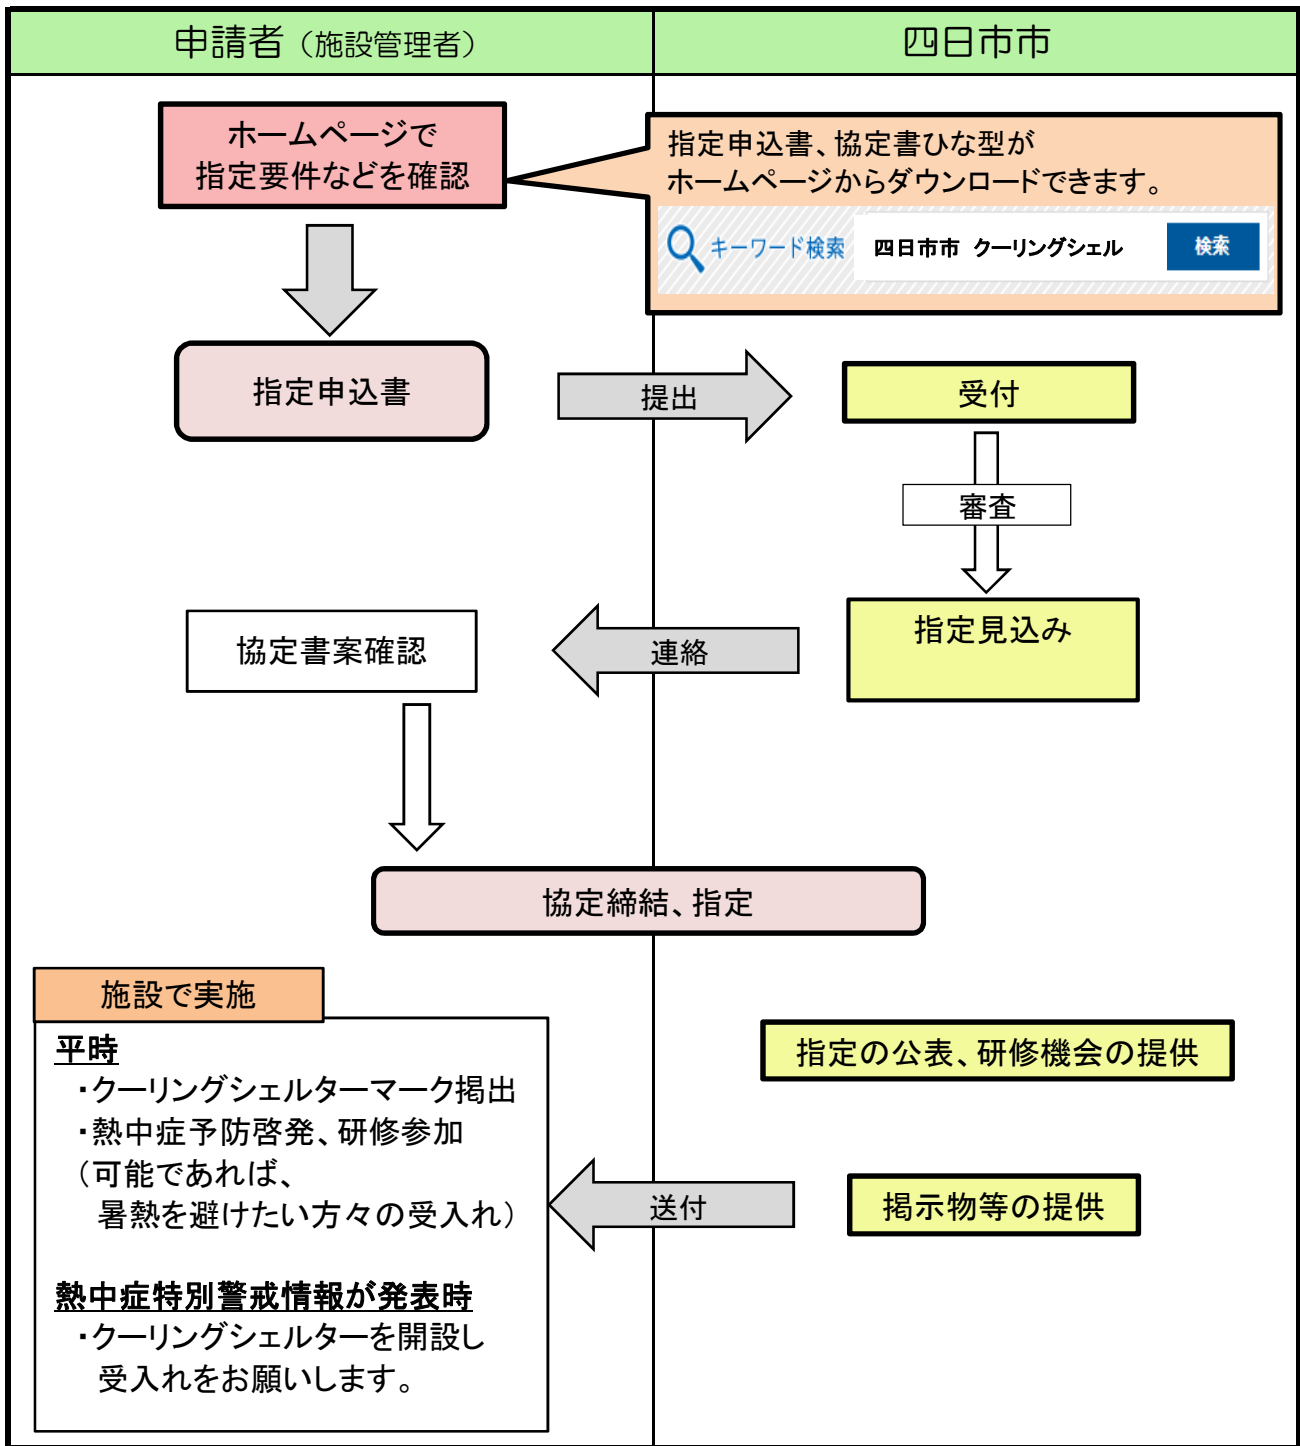 申請者（施設管理者）
四日市市
ホームページで
指定要件などを確認
指定申込書、協定書ひな型が
ホームページからダウンロードできます。
キーワード検索 四日市市 クーリングシェル 検索
指定申込書
提出
受付
審査
指定見込み
連絡
協定書案確認
協定締結、指定
施設で実施
平時
・クーリングシェルターマーク掲出
・熱中症予防啓発、研修参加
（可能であれば、
暑熱を避けたい方々の受入れ）
熱中症特別警戒情報が発表時
・クーリングシェルターを開設し
受入れをお願いします。
指定の公表、研修機会の提供
送付
掲示物等の提供